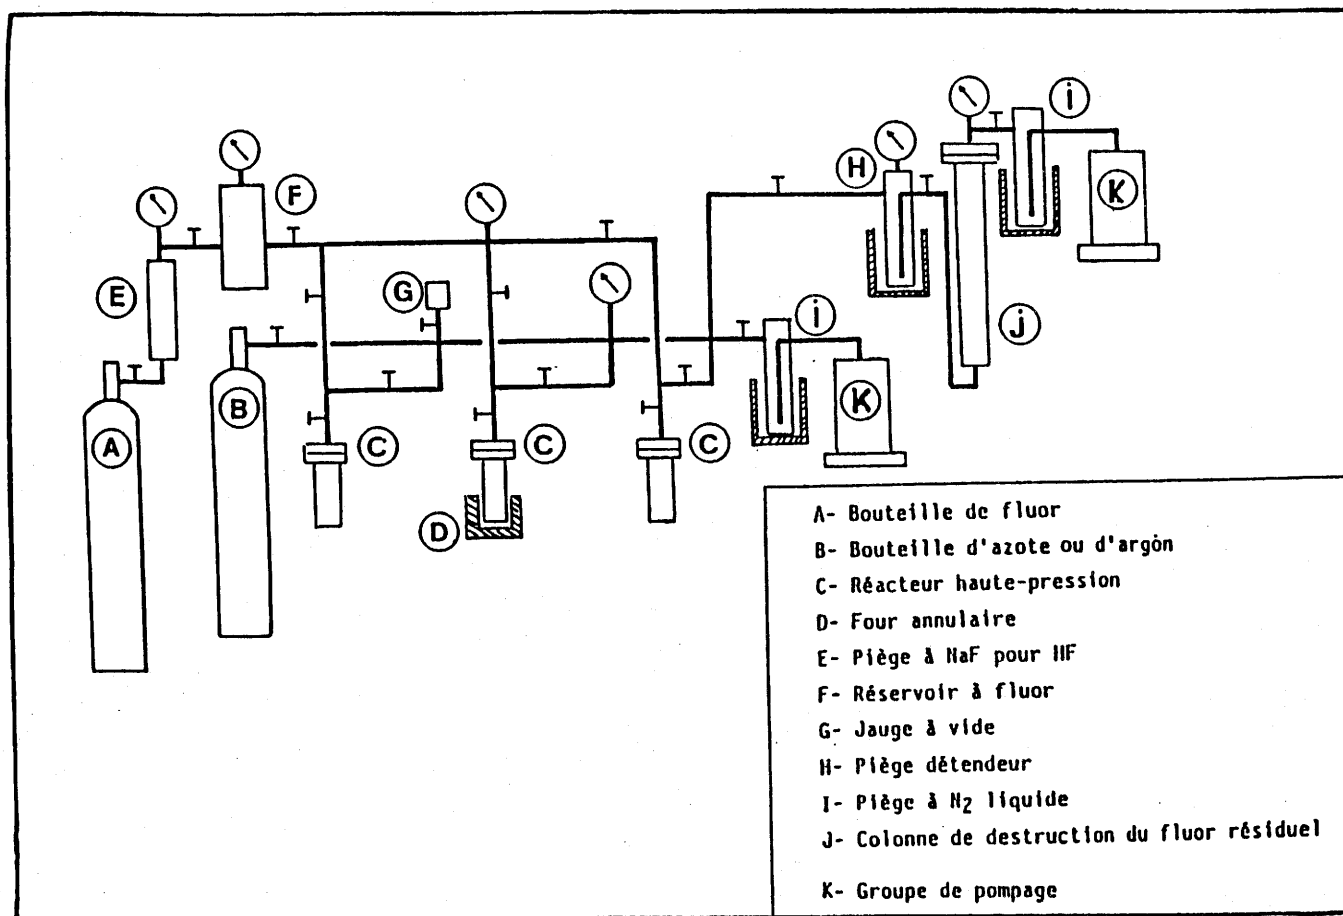 i
H
K
F
E
G
i
j
B
K
A
C
C
C
D
A- Bouteille de fluor
B- Bouteille d'azote ou d'argon
C- Réacteur haute-pression
D- Four annulaire
E- Piège à NaF pour HF
F- Réservoir à fluor
G- Jauge à vide
H- Piège détendeur
I- Piège à N2 liquide
J- Colonne de destruction du fluor résiduel
K- Groupe de pompage